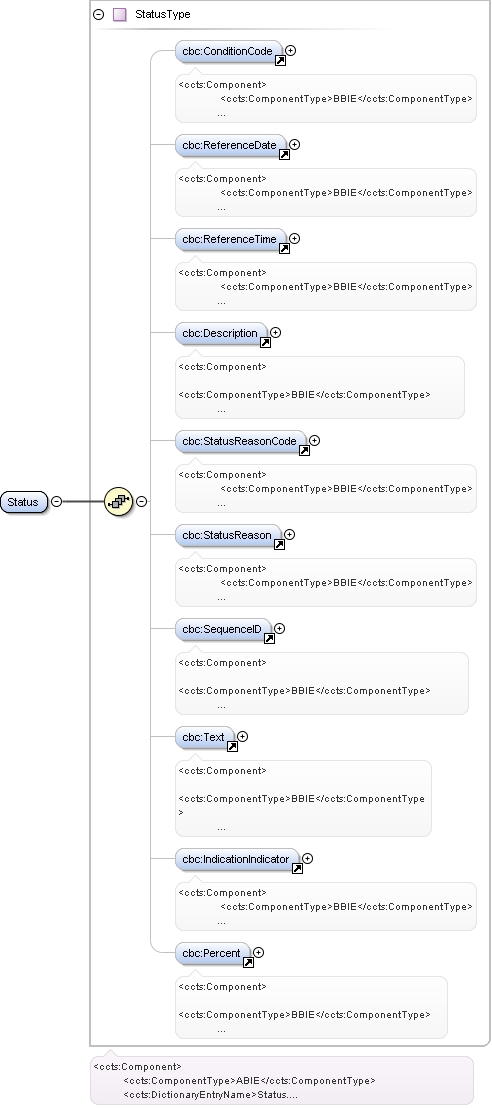 StatusType
cbc:ConditionCode
<ccts:Component>
<ccts:ComponentType>BBIE</ccts:ComponentType>
...
cbc:ReferenceDate
<ccts:Component>
<ccts:ComponentType>BBIE</ccts:ComponentType>
...
cbc:ReferenceTime
<ccts:Component>
<ccts:ComponentType>BBIE</ccts:ComponentType>
...
cbc:Description
<ccts:Component>
<ccts:ComponentType>BBIE</ccts:ComponentType>
...
cbc:StatusReasonCode
<ccts:Component>
<ccts:ComponentType>BBIE</ccts:ComponentType>
...
Status
cbc:StatusReason
<ccts:Component>
<ccts:ComponentType>BBIE</ccts:ComponentType>
...
cbc:SequenceID
<ccts:Component>
<ccts:ComponentType>BBIE</ccts:ComponentType>
...
cbc:Text
<ccts:Component>
<ccts:ComponentType>BBIE</ccts:ComponentType
>
...
cbc:IndicationIndicator
<ccts:Component>
<ccts:ComponentType>BBIE</ccts:ComponentType>
...
cbc:Percent
<ccts:Component>
<ccts:ComponentType>BBIE</ccts:ComponentType>
...
<ccts:Component>
<ccts:ComponentType>ABIE</ccts:ComponentType>
<ccts:DictionaryEntryName>Status....